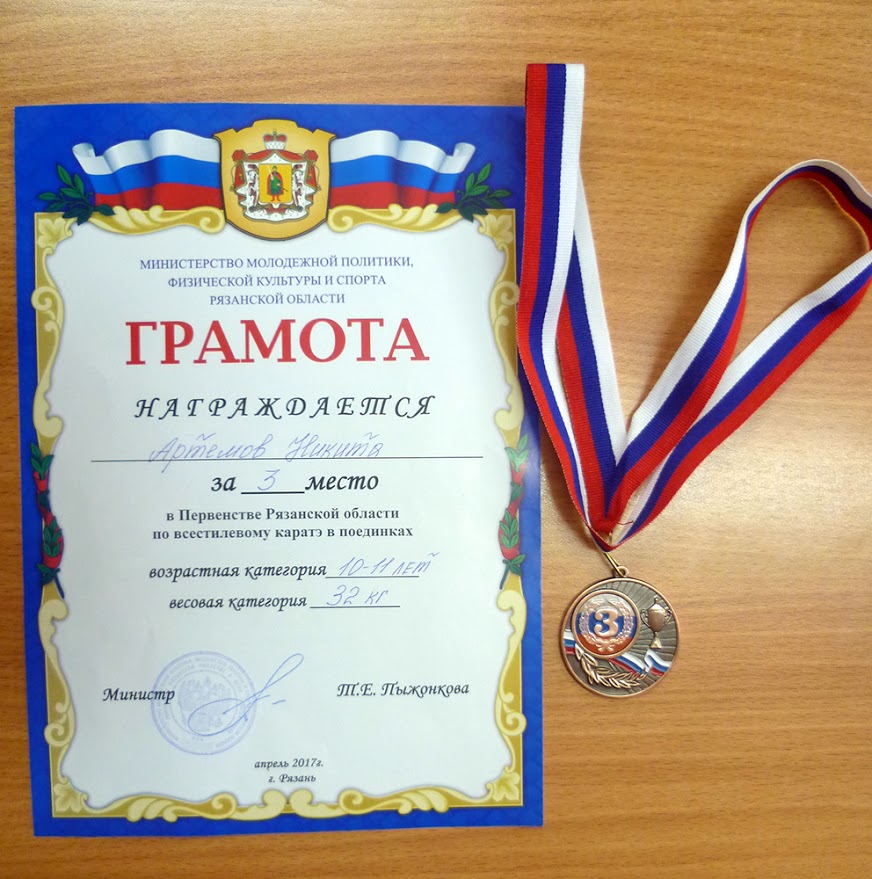 МИНИСТЕРСТВО МОЛОДЕЖНОЙ ПОЛИТИКИ,
ФИЗИЧЕСКОЙ КУЛЬТУРЫ И СПОРТА
РЯЗАНСКОЙ ОБЛАСТИ
ГРАМОТА
НАГРАЖДАЕТСЯ
Артемов Никита
за 3 место
в Первенстве Рязанской области
по всестилевому каратэ в поединках
возрастная категория 10-11 лет
весовая категория 32 кг
Министр Т.Е. Пыжонкова
апрель 2017г.
г. Рязань
3